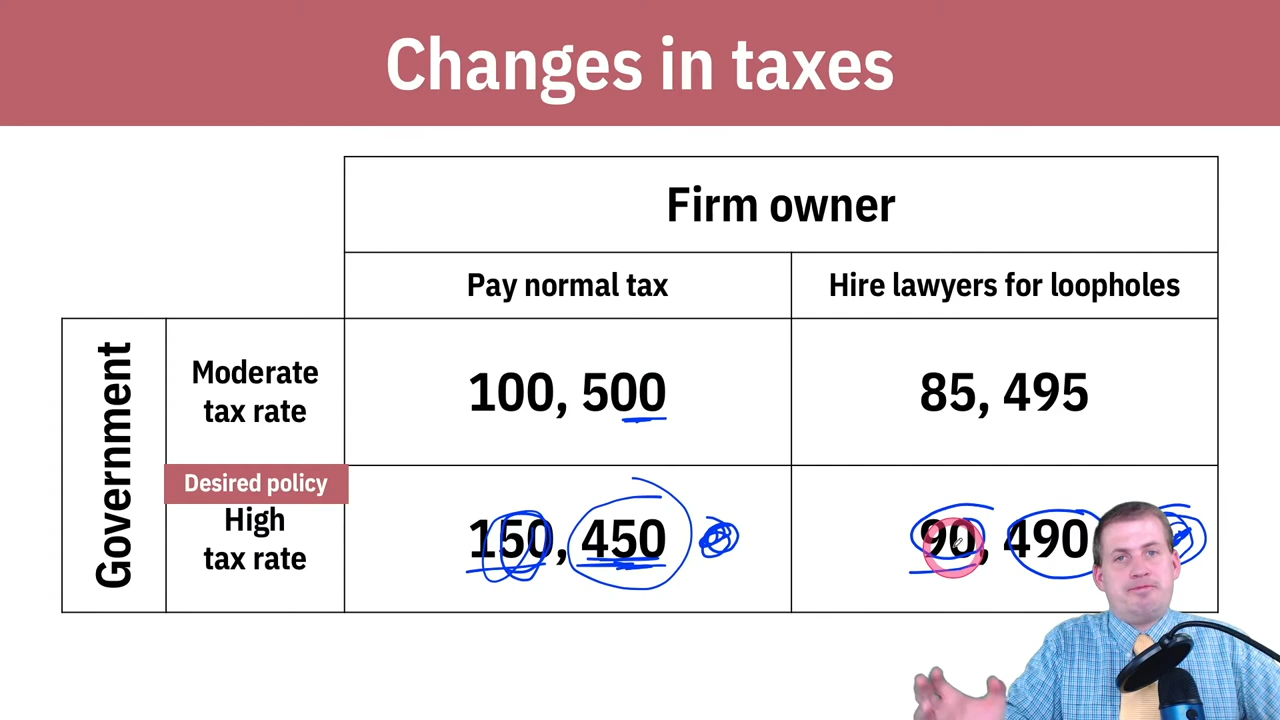 Changes in taxes
Firm owner
Pay normal tax
Hire lawyers for loopholes
Government
Moderate
tax rate
100, 500
85, 495
Desired policy
High
tax rate
150, 450
90, 490